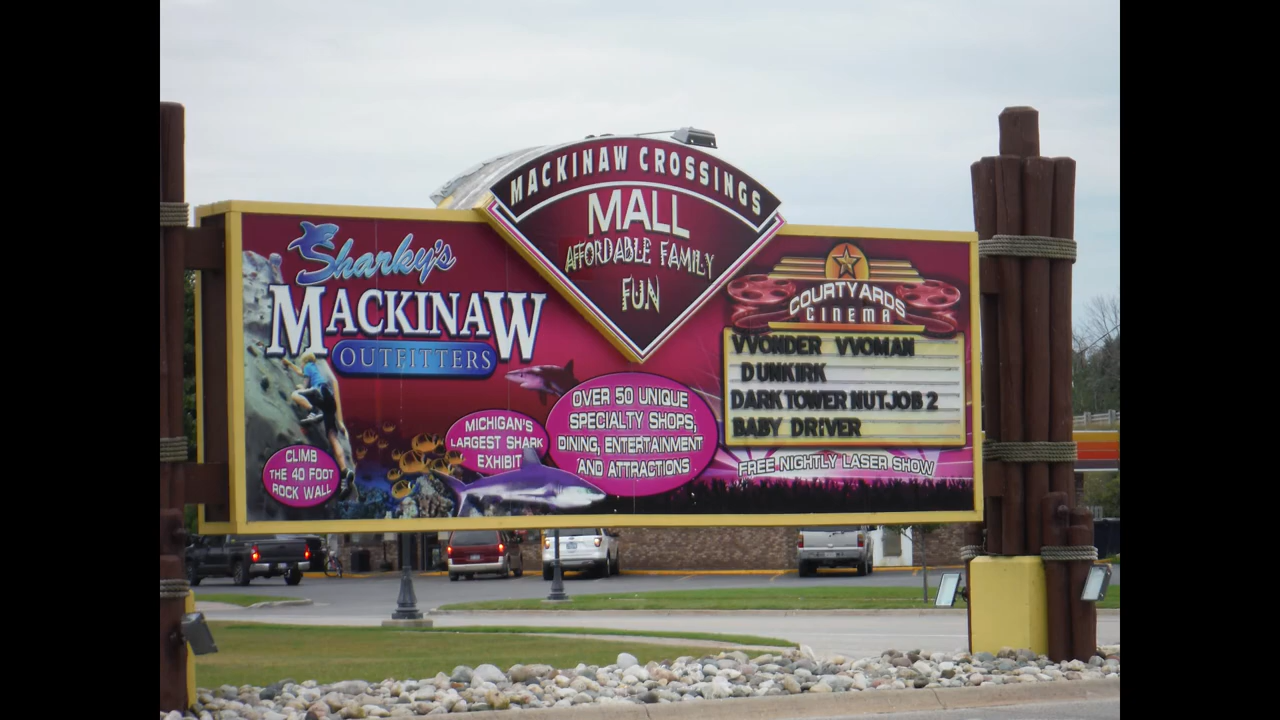 MACKINAW CROSSINGS
MALL
AFFORDABLE FAMILY
FUN
Sharky's
MACKINAW
OUTFITTERS
CLIMB
THE 40 FOOT
ROCK WALL
MICHIGAN'S
LARGEST SHARK
EXHIBIT
OVER 50 UNIQUE
SPECIALTY SHOPS,
DINING, ENTERTAINMENT
AND ATTRACTIONS
COURTYARDS
CINEMA
VVONDER VVOMAN
DUNKIRK
DARK TOWER NUTJOB 2
BABY DRIVER
FREE NIGHTLY LASER SHOW